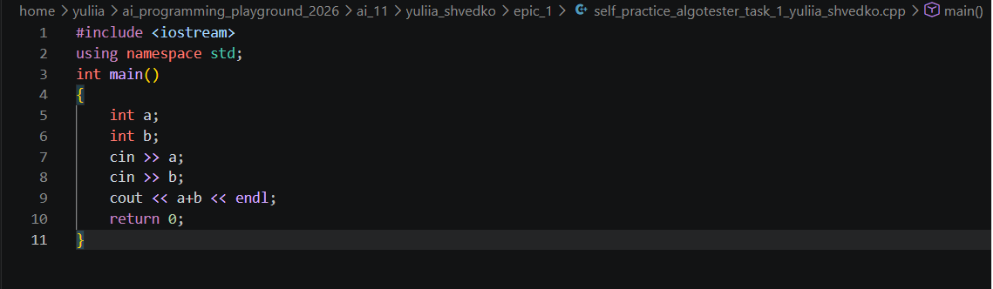 home > yuliia > ai_programming_playground_2026 > ai_11 > yuliia_shvedko > epic_1 > self_practice_algotester_task_1_yuliia_shvedko.cpp > main()
1 #include <iostream>
2 using namespace std;
3 int main()
4 {
5     int a;
6     int b;
7     cin >> a;
8     cin >> b;
9     cout << a+b << endl;
10     return 0;
11 }